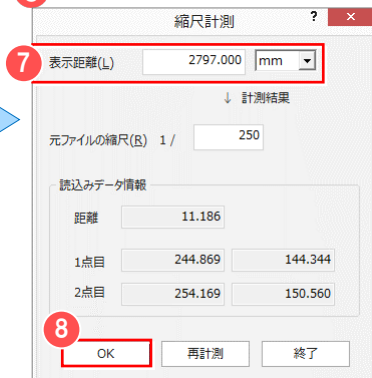 縮尺計測 ? ×
7 表示距離(L) 2797.000 mm
↓ 計測結果
元ファイルの縮尺(R) 1 / 250
読込みデータ情報
距離 11.186
1点目 244.869 144.344
2点目 254.169 150.560
8
OK 再計測 終了